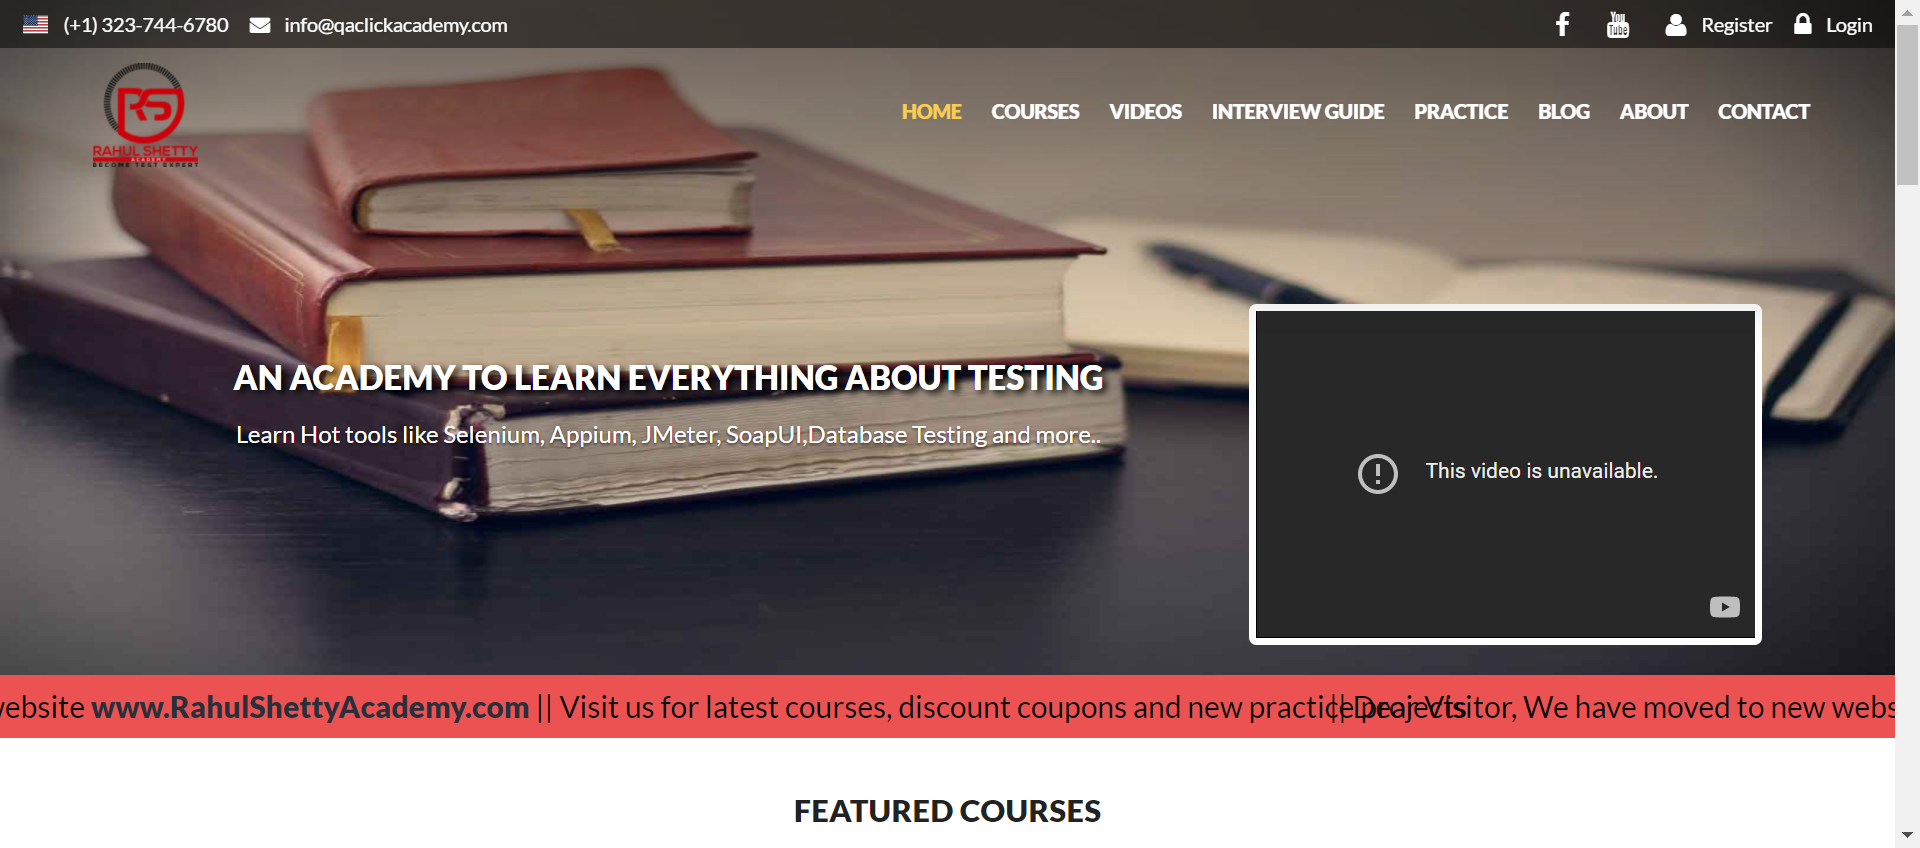 (+1) 323-744-6780 info@qaclickacademy.com
You Tube Register Login
RS
RAHUL SHETTY
ACADEMY
BECOME TEST EXPERT
HOME COURSES VIDEOS INTERVIEW GUIDE PRACTICE BLOG ABOUT CONTACT
AN ACADEMY TO LEARN EVERYTHING ABOUT TESTING
Learn Hot tools like Selenium, Appium, JMeter, SoapUI,Database Testing and more..
This video is unavailable.
website www.RahulShettyAcademy.com || Visit us for latest courses, discount coupons and new practice projects || Dear Visitor, We have moved to new webs
FEATURED COURSES